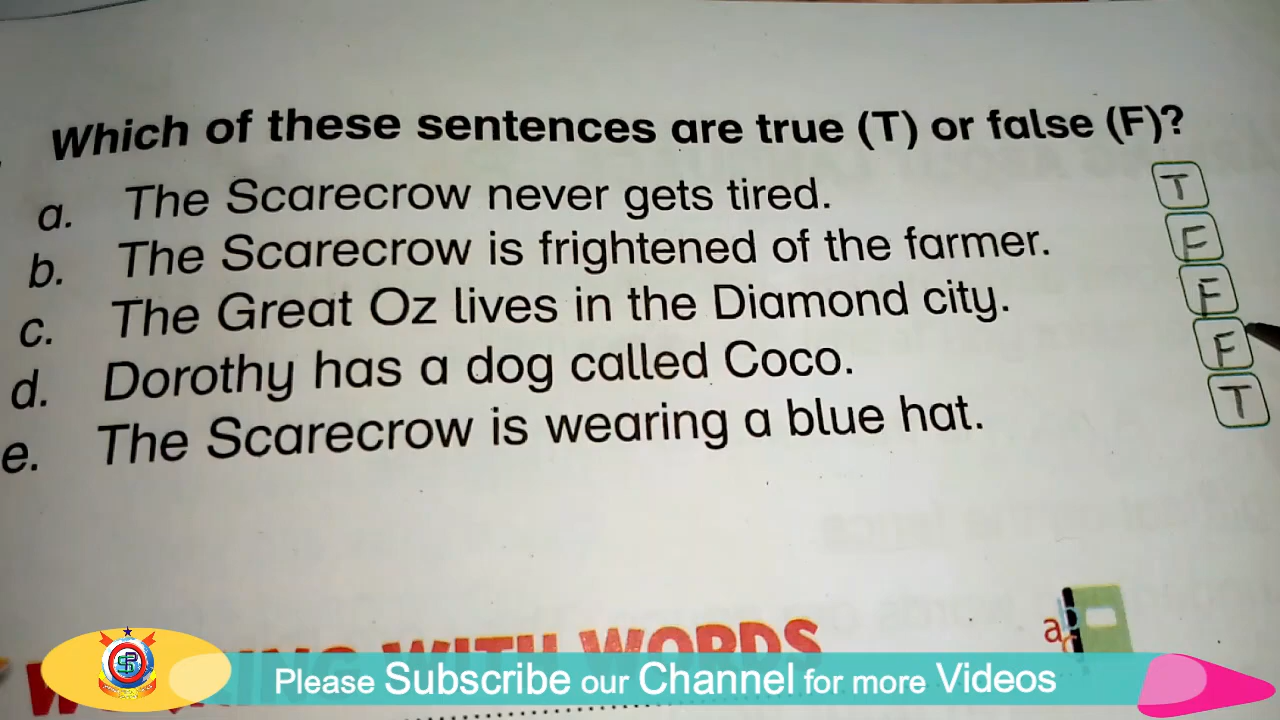 Which of these sentences are true (T) or false (F)?
a. The Scarecrow never gets tired. T
b. The Scarecrow is frightened of the farmer. F
c. The Great Oz lives in the Diamond city. F
d. Dorothy has a dog called Coco. F
e. The Scarecrow is wearing a blue hat. T
WITH WORDS
Please Subscribe our Channel for more Videos